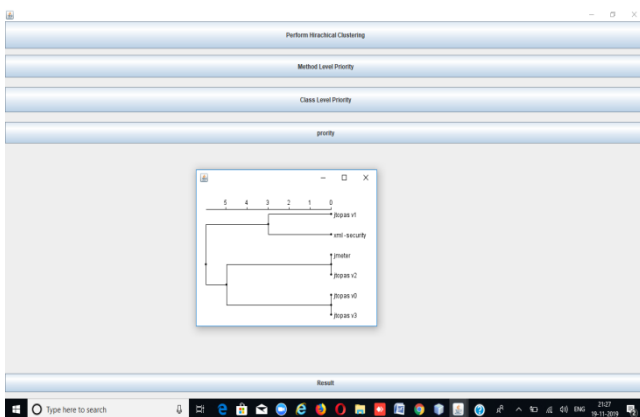 Perform Hirachical Clustering
Method Level Priority
Class Level Priority
prority
5 4 3 2 1 0
jtopas v1
xml-security
jmeter
jtopas v2
jtopas v0
jtopas v3
Result
Type here to search
ENG
21:27
19-11-2019